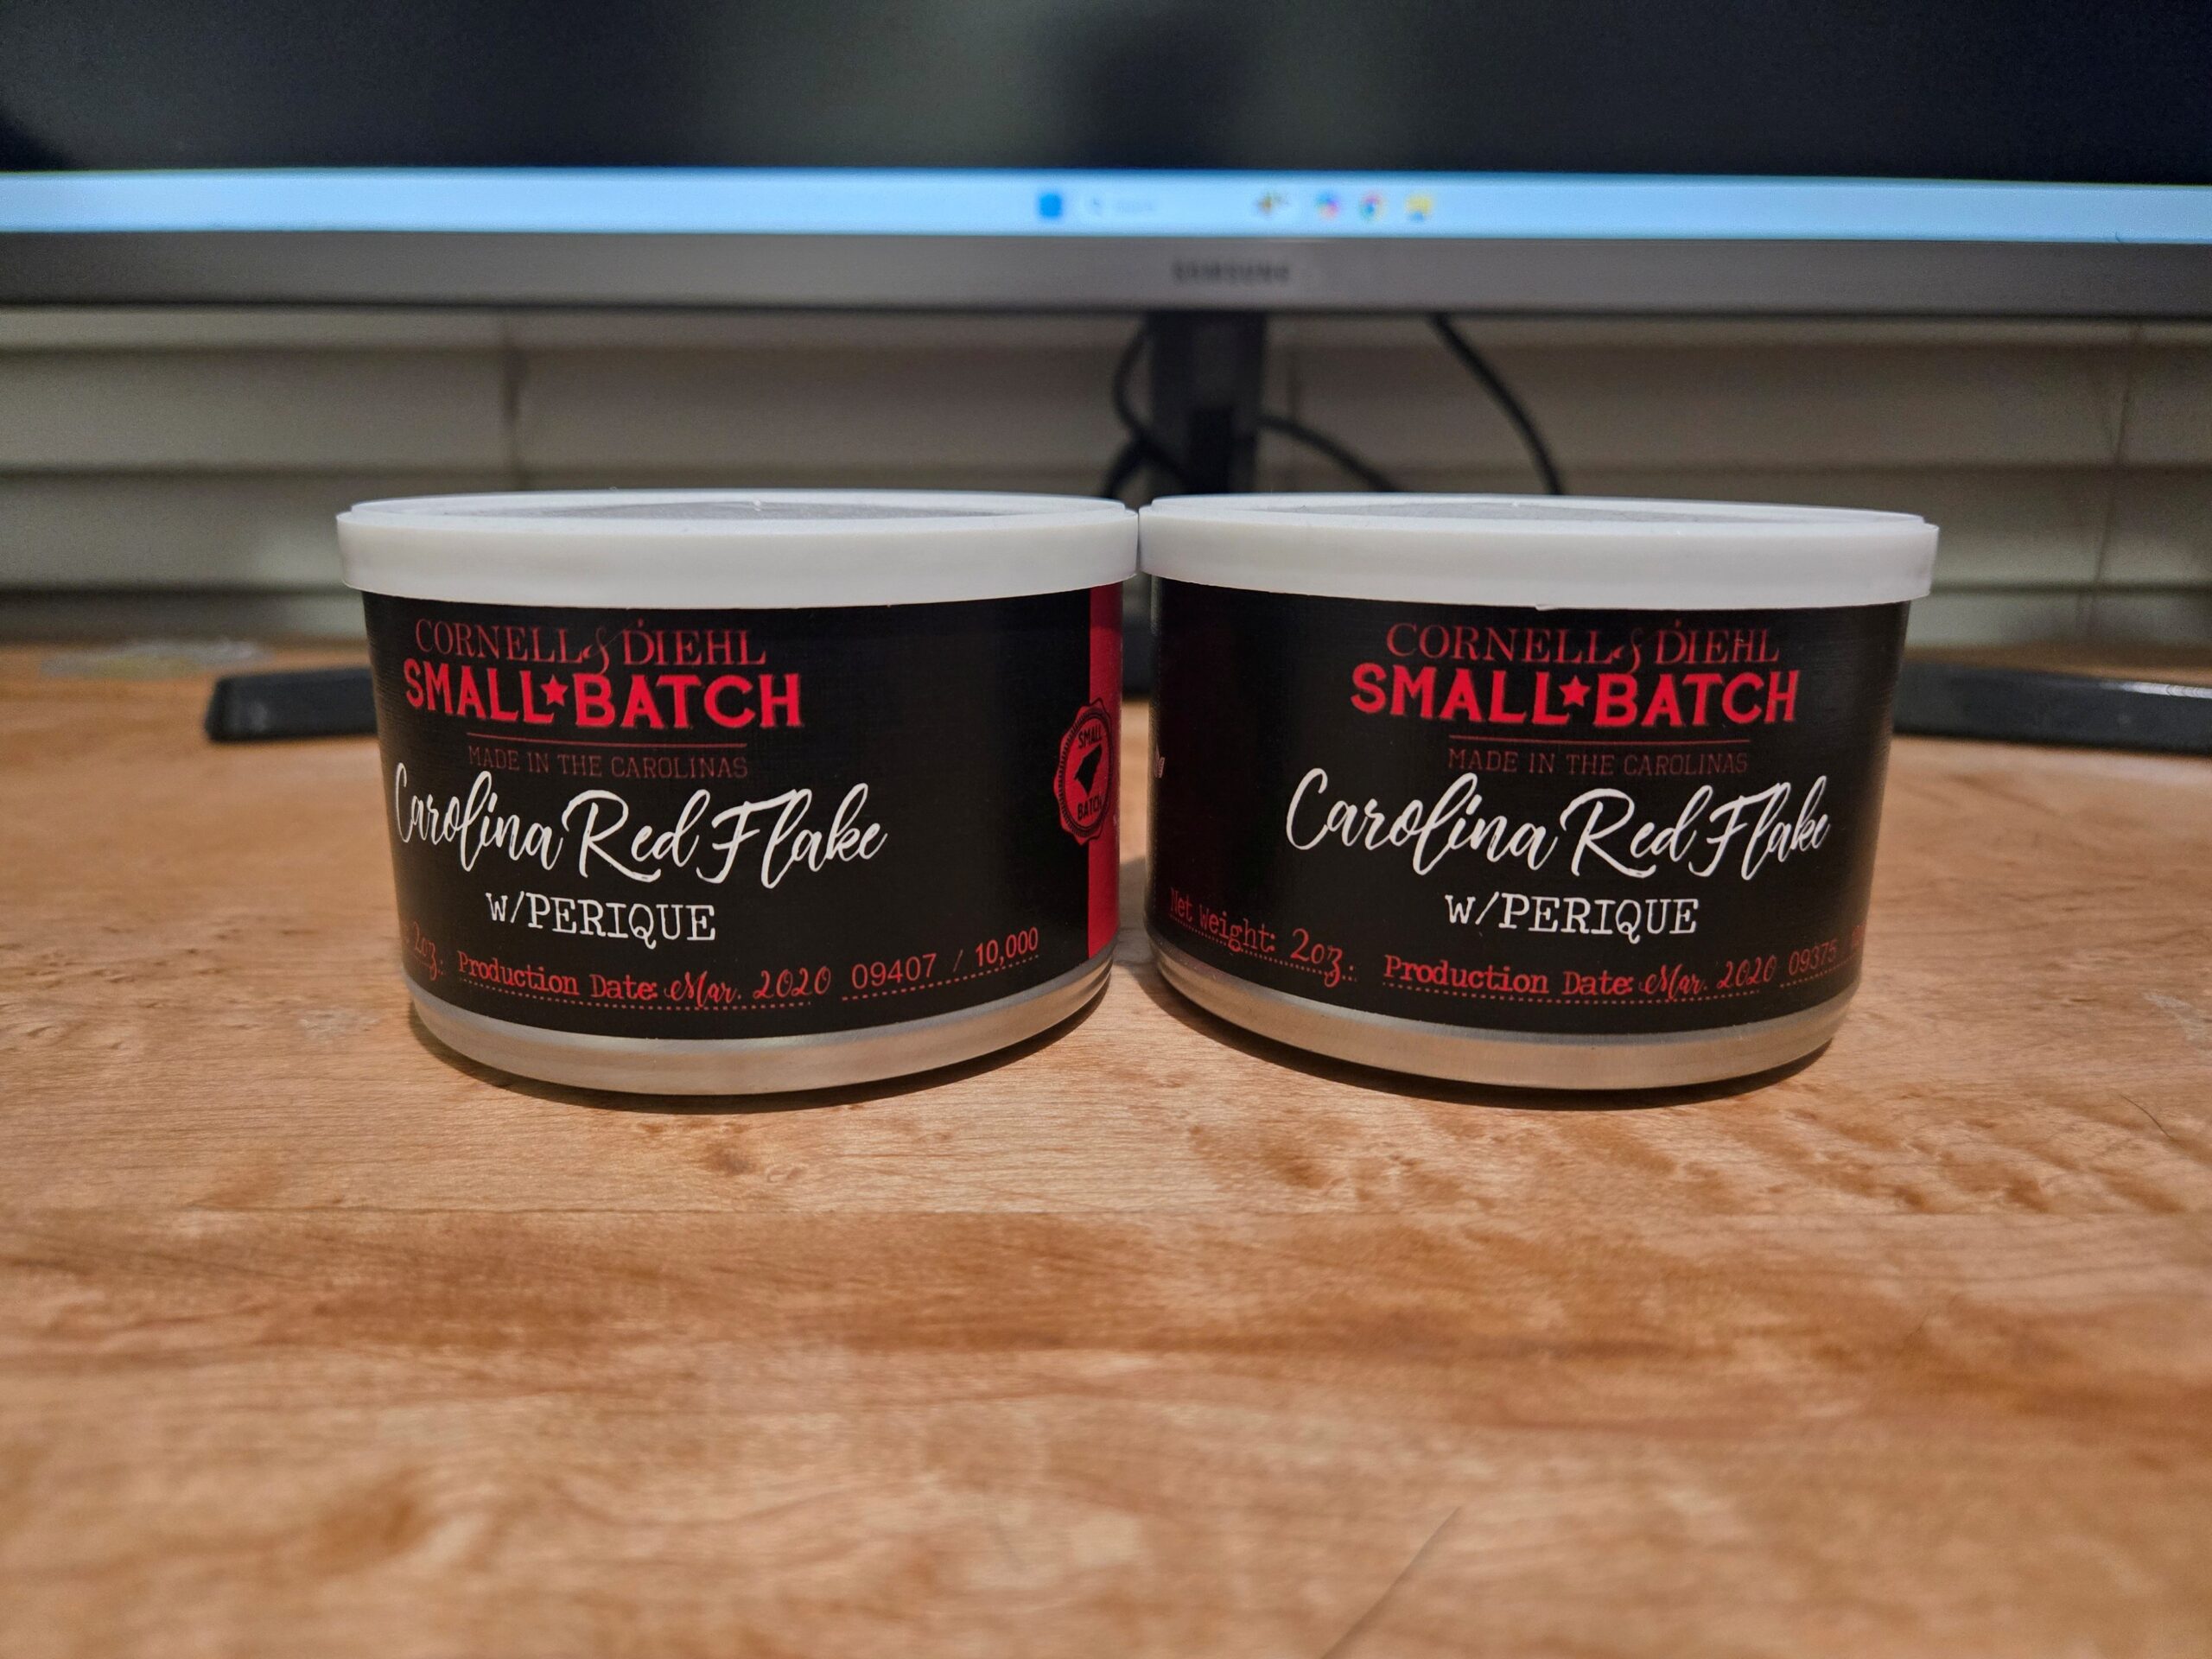 SAMSUNG
CORNELL & DIEHL
SMALL★BATCH
MADE IN THE CAROLINAS
Carolina Red Flake
w/PERIQUE
2oz. Production Date: Mar. 2020 09407 / 10,000
SMALL
BATCH
CORNELL & DIEHL
SMALL★BATCH
MADE IN THE CAROLINAS
Carolina Red Flake
w/PERIQUE
Net Weight: 2oz. Production Date: Mar. 2020 09375